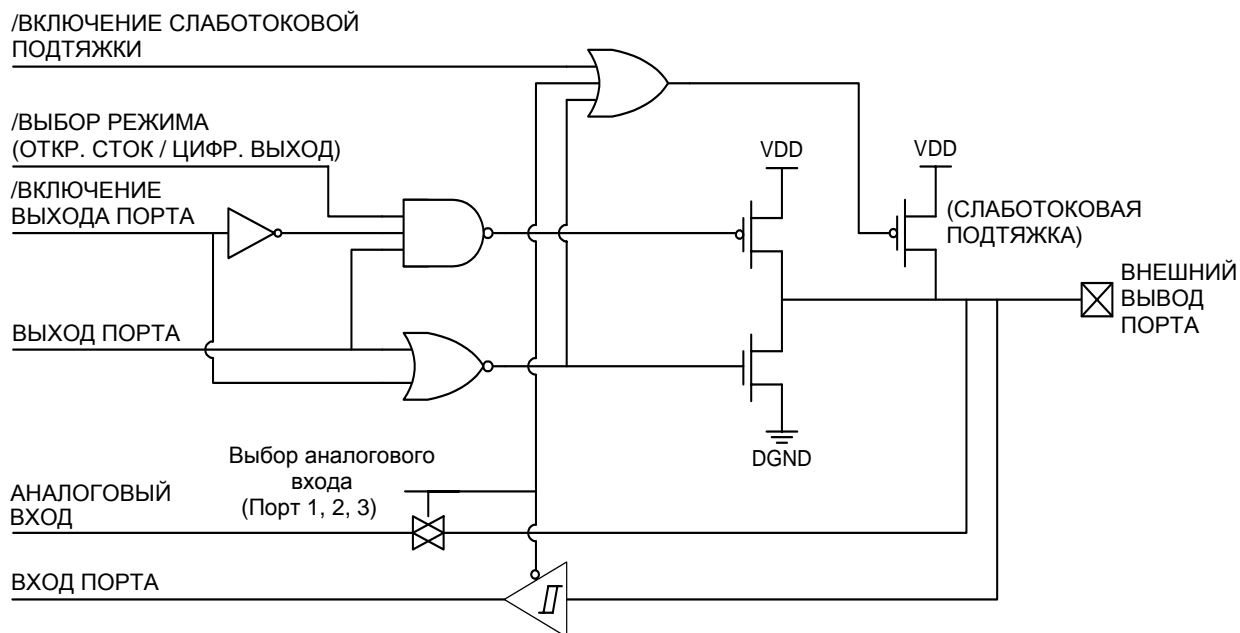 /ВКЛЮЧЕНИЕ СЛАБОТОКОВОЙ
ПОДТЯЖКИ
/ВЫБОР РЕЖИМА
(ОТКР. СТОК / ЦИФР. ВЫХОД)
/ВКЛЮЧЕНИЕ
ВЫХОДА ПОРТА
VDD
VDD
(СЛАБОТОКОВАЯ
ПОДТЯЖКА)
ВНЕШНИЙ
ВЫВОД
ПОРТА
ВЫХОД ПОРТА
DGND
Выбор аналогового
входа
(Порт 1, 2, 3)
АНАЛОГОВЫЙ
ВХОД
ВХОД ПОРТА